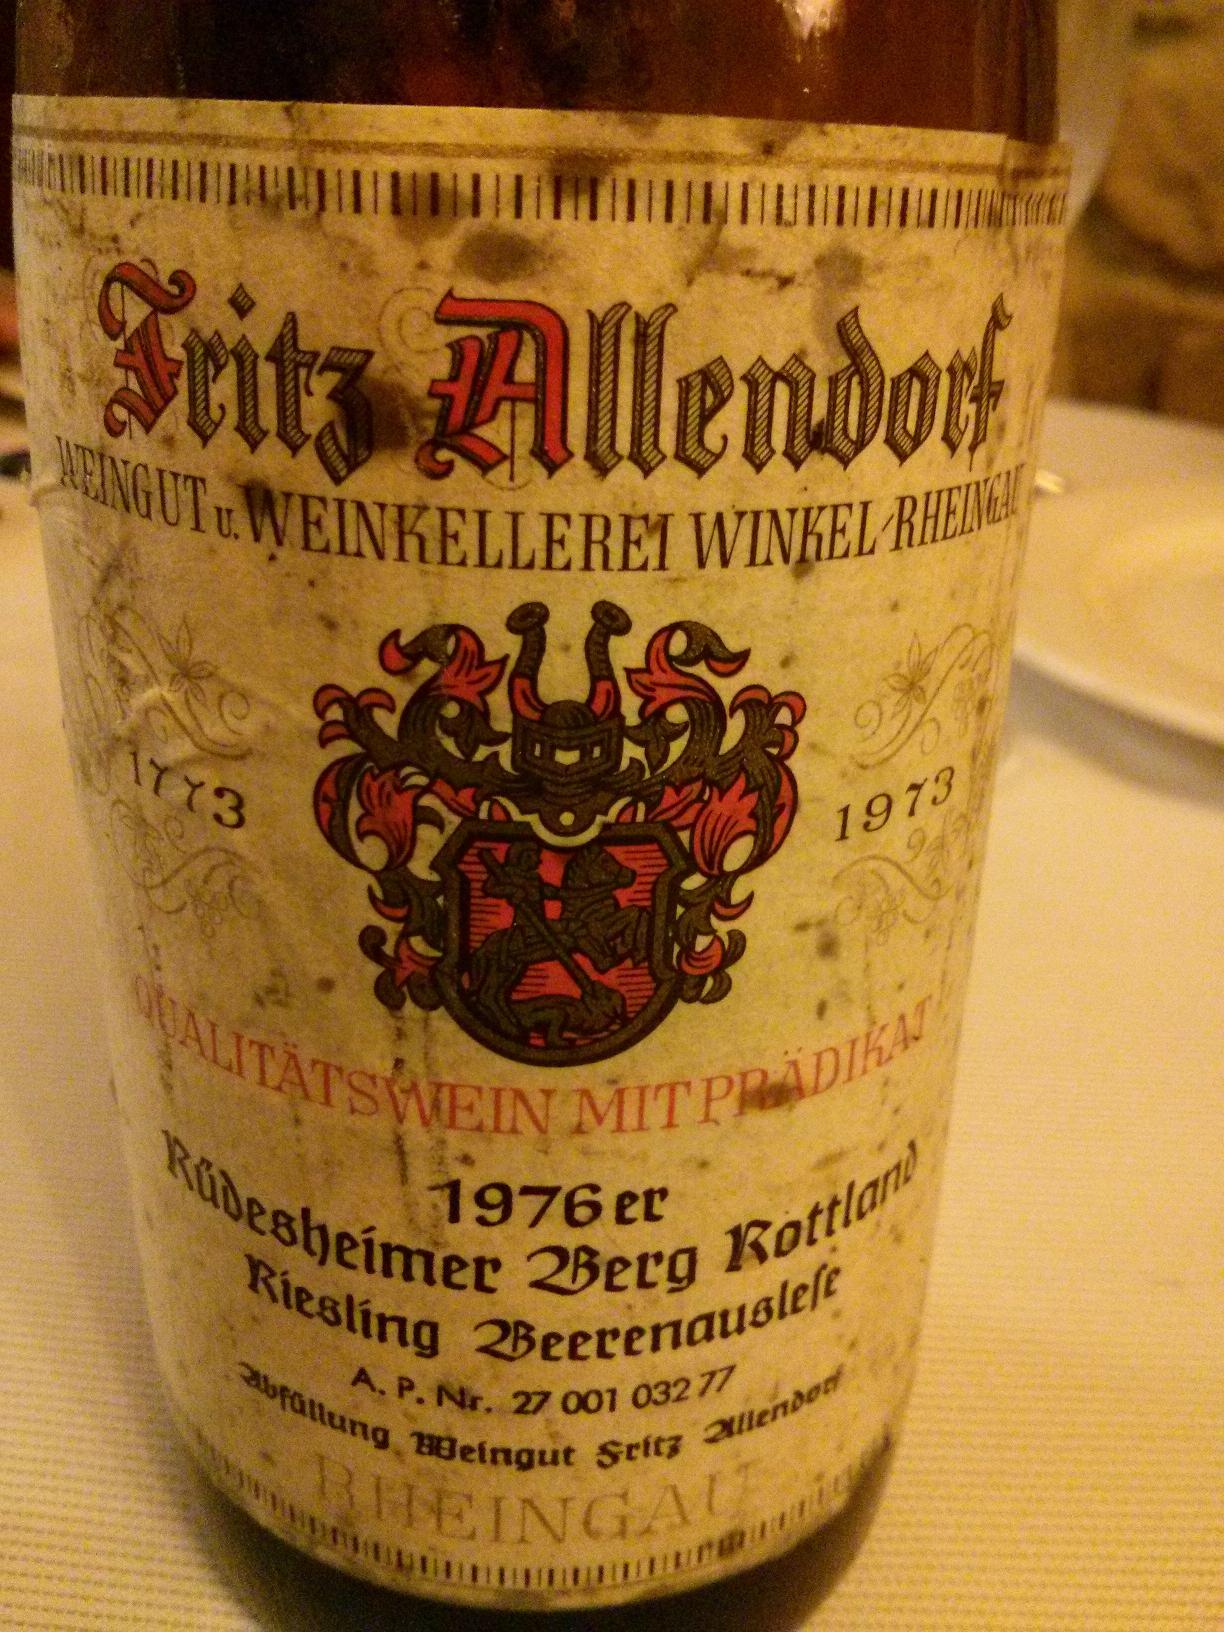 Fritz Allendorf
WEINGUT u. WEINKELLEREI WINKEL-RHEINGAU
1773 1973
QUALITÄTSWEIN MIT PRÄDIKAT
1976er
Rüdesheimer Berg Rottland
Riesling Beerenauslese
A. P. Nr. 27 001 032 77
Abfüllung Weingut Fritz Allendorf
RHEINGAU